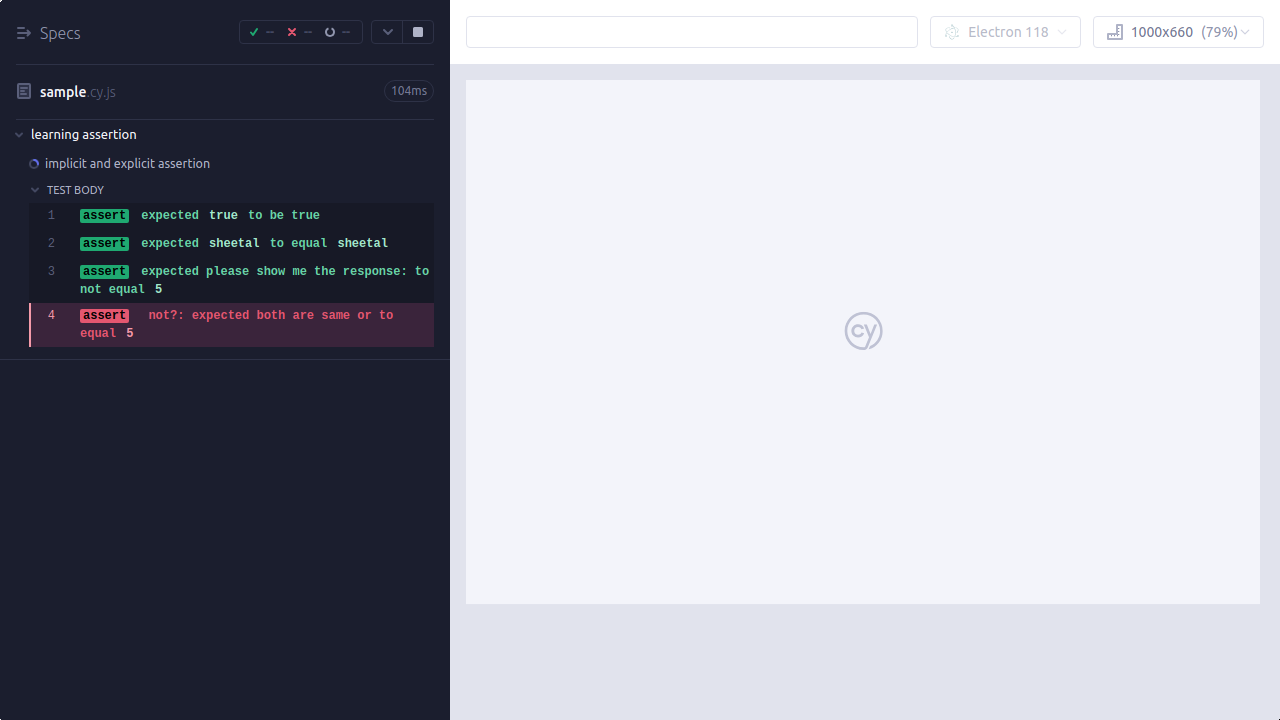 Specs
-- -- --
Electron 118
1000x660 (79%)
sample.cy.js
104ms
learning assertion
implicit and explicit assertion
TEST BODY
1 assert expected true to be true
2 assert expected sheetal to equal sheetal
3 assert expected please show me the response: to
not equal 5
4 assert not?: expected both are same or to
equal 5
cy